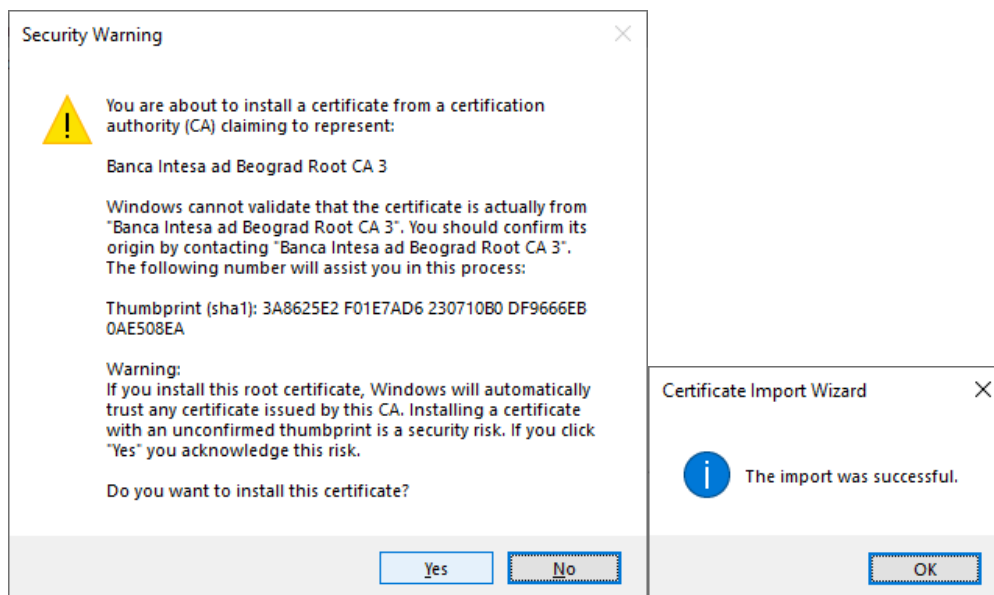 Security Warning
You are about to install a certificate from a certification
authority (CA) claiming to represent:
Banca Intesa ad Beograd Root CA 3
Windows cannot validate that the certificate is actually from
"Banca Intesa ad Beograd Root CA 3". You should confirm its
origin by contacting "Banca Intesa ad Beograd Root CA 3".
The following number will assist you in this process:
Thumbprint (sha1): 3A8625E2 F01E7AD6 230710B0 DF9666EB
0AE508EA
Warning:
If you install this root certificate, Windows will automatically
trust any certificate issued by this CA. Installing a certificate
with an unconfirmed thumbprint is a security risk. If you click
"Yes" you acknowledge this risk.
Do you want to install this certificate?
Yes
No
Certificate Import Wizard
The import was successful.
OK